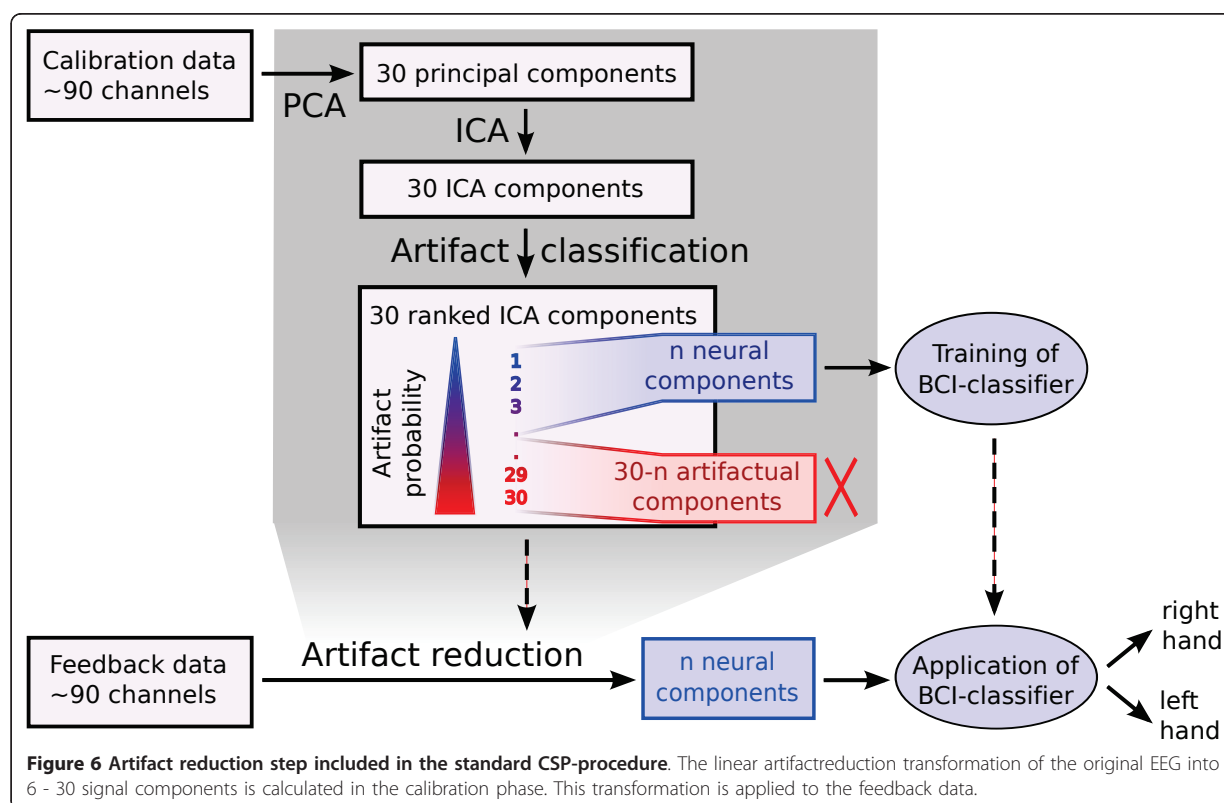 Calibration data
~90 channels
PCA
30 principal components
ICA
30 ICA components
Artifact classification
30 ranked ICA components
Artifact
probability
1
2
3
.
.
29
30
n neural
components
30-n artifactual
components
Training of
BCI-classifier
Feedback data
~90 channels
Artifact reduction
n neural
components
Application of
BCI-classifier
right
hand
left
hand
Figure 6 Artifact reduction step included in the standard CSP-procedure. The linear artifactreduction transformation of the original EEG into
6 - 30 signal components is calculated in the calibration phase. This transformation is applied to the feedback data.